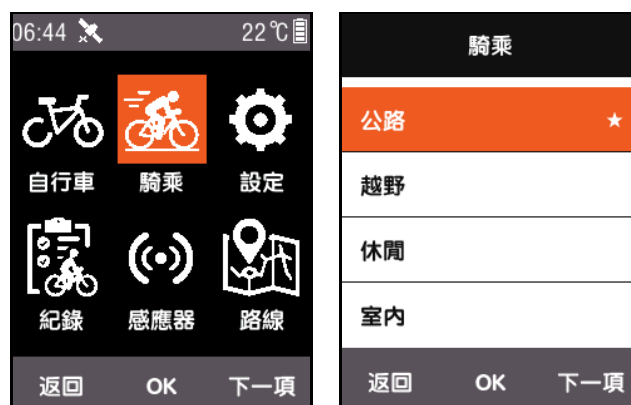 06:44 22℃
自行車 騎乘 設定
紀錄 感應器 路線
返回 OK 下一項
騎乘
公路 ★
越野
休閒
室內
返回 OK 下一項